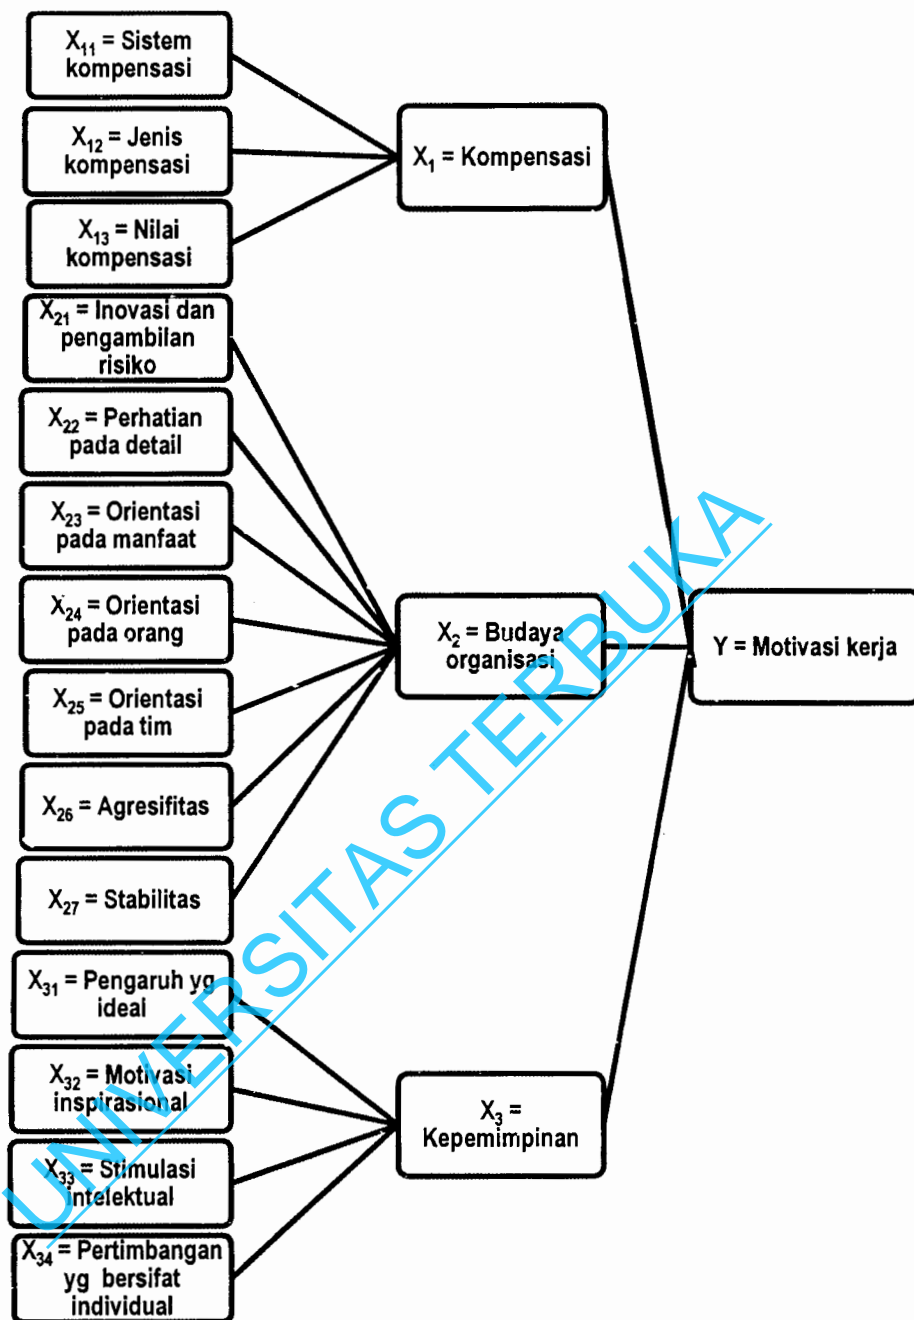 X₁₁ = Sistem
kompensasi
X₁₂ = Jenis
kompensasi
X₁₃ = Nilai
kompensasi
X₂₁ = Inovasi dan
pengambilan
risiko
X₂₂ = Perhatian
pada detail
X₂₃ = Orientasi
pada manfaat
X₂₄ = Orientasi
pada orang
X₂₅ = Orientasi
pada tim
X₂₆ = Agresifitas
X₂₇ = Stabilitas
X₃₁ = Pengaruh yg
ideal
X₃₂ = Motivasi
inspirasional
X₃₃ = Stimulasi
intelektual
X₃₄ = Pertimbangan
yg bersifat
individual
X₁ = Kompensasi
X₂ = Budaya
organisasi
X₃ =
Kepemimpinan
Y = Motivasi kerja
UNIVERSITAS TERBUKA